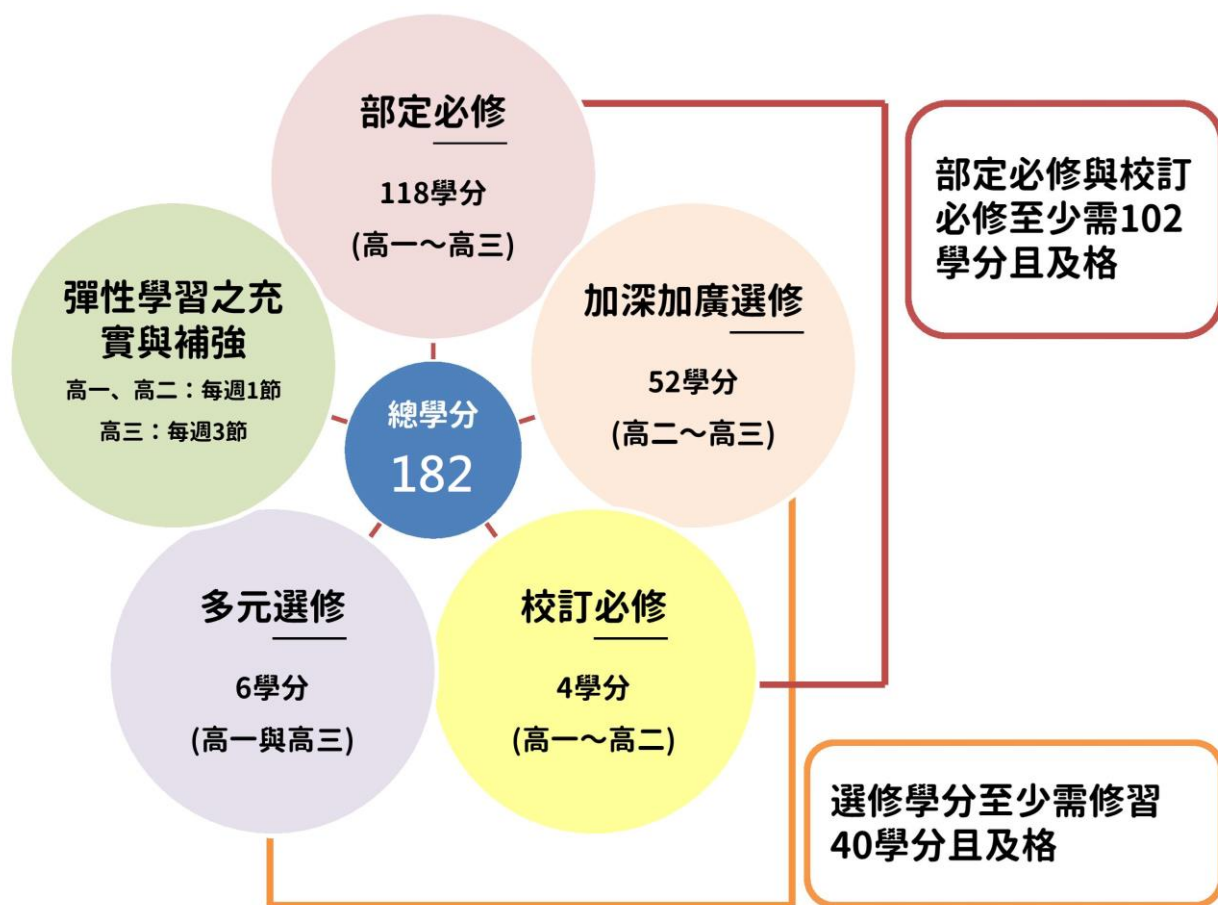 部定必修
118學分
(高一～高三)
部定必修與校訂
必修至少需102
學分且及格
彈性學習之充
實與補強
高一、高二：每週1節
高三：每週3節
加深加廣選修
52學分
(高二～高三)
總學分
182
多元選修
6學分
(高一與高三)
校訂必修
4學分
(高一～高二)
選修學分至少需修習
40學分且及格